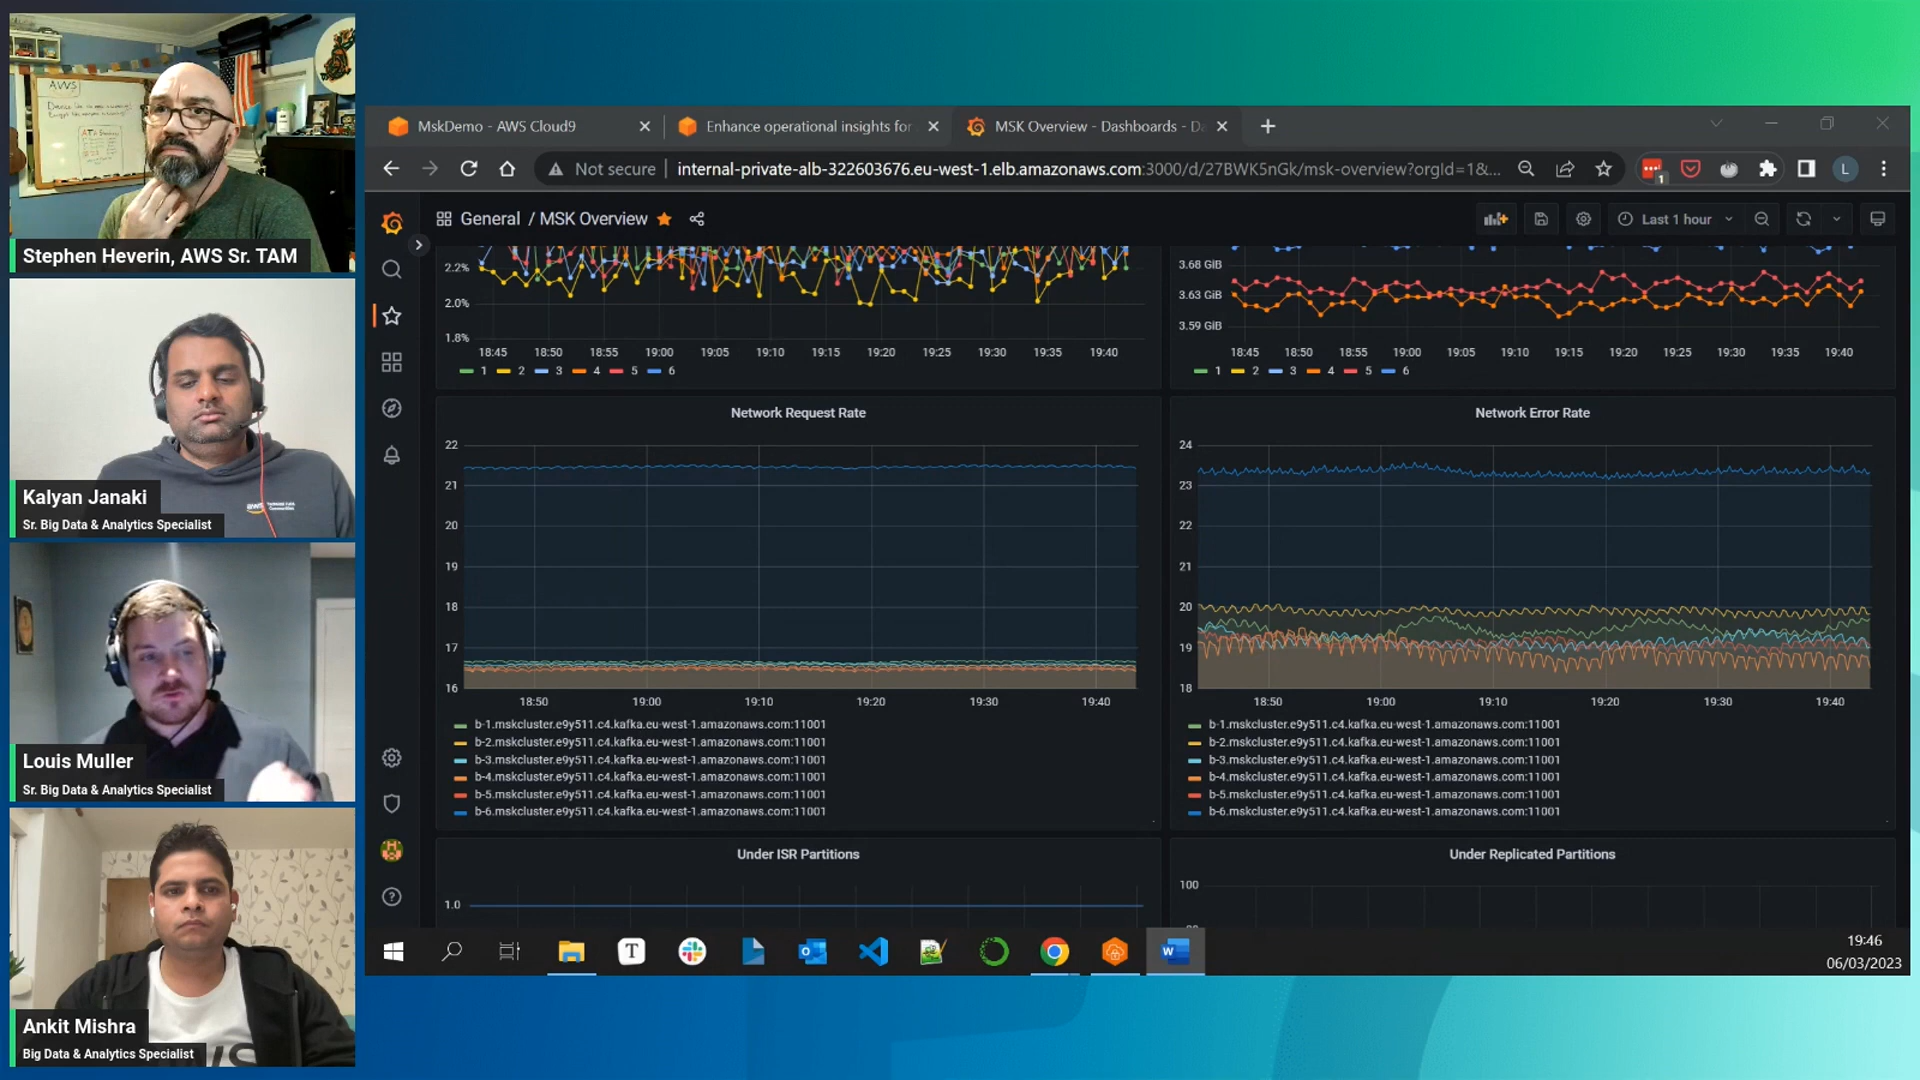 AWS
Stephen Heverin, AWS Sr. TAM
aws
Kalyan Janaki
Sr. Big Data & Analytics Specialist
Louis Muller
Sr. Big Data & Analytics Specialist
Ankit Mishra
Big Data & Analytics Specialist
MskDemo - AWS Cloud9
Enhance operational insights for
MSK Overview - Dashboards - Da
Not secure
internal-private-alb-322603676.eu-west-1.elb.amazonaws.com:3000/d/27BWK5nGk/msk-overview?orgId=1&...
1
L
General / MSK Overview
Last 1 hour
2.2%
2.0%
1.8%
18:45 18:50 18:55 19:00 19:05 19:10 19:15 19:20 19:25 19:30 19:35 19:40
1 2 3 4 5 6
3.68 GiB
3.63 GiB
3.59 GiB
18:45 18:50 18:55 19:00 19:05 19:10 19:15 19:20 19:25 19:30 19:35 19:40
1 2 3 4 5 6
Network Request Rate
22
21
20
19
18
17
16
18:50 19:00 19:10 19:20 19:30 19:40
b-1.mskcluster.e9y511.c4.kafka.eu-west-1.amazonaws.com:11001
b-2.mskcluster.e9y511.c4.kafka.eu-west-1.amazonaws.com:11001
b-3.mskcluster.e9y511.c4.kafka.eu-west-1.amazonaws.com:11001
b-4.mskcluster.e9y511.c4.kafka.eu-west-1.amazonaws.com:11001
b-5.mskcluster.e9y511.c4.kafka.eu-west-1.amazonaws.com:11001
b-6.mskcluster.e9y511.c4.kafka.eu-west-1.amazonaws.com:11001
Network Error Rate
24
23
22
21
20
19
18
18:50 19:00 19:10 19:20 19:30 19:40
b-1.mskcluster.e9y511.c4.kafka.eu-west-1.amazonaws.com:11001
b-2.mskcluster.e9y511.c4.kafka.eu-west-1.amazonaws.com:11001
b-3.mskcluster.e9y511.c4.kafka.eu-west-1.amazonaws.com:11001
b-4.mskcluster.e9y511.c4.kafka.eu-west-1.amazonaws.com:11001
b-5.mskcluster.e9y511.c4.kafka.eu-west-1.amazonaws.com:11001
b-6.mskcluster.e9y511.c4.kafka.eu-west-1.amazonaws.com:11001
Under ISR Partitions
1.0
Under Replicated Partitions
100
T
W
19:46
06/03/2023